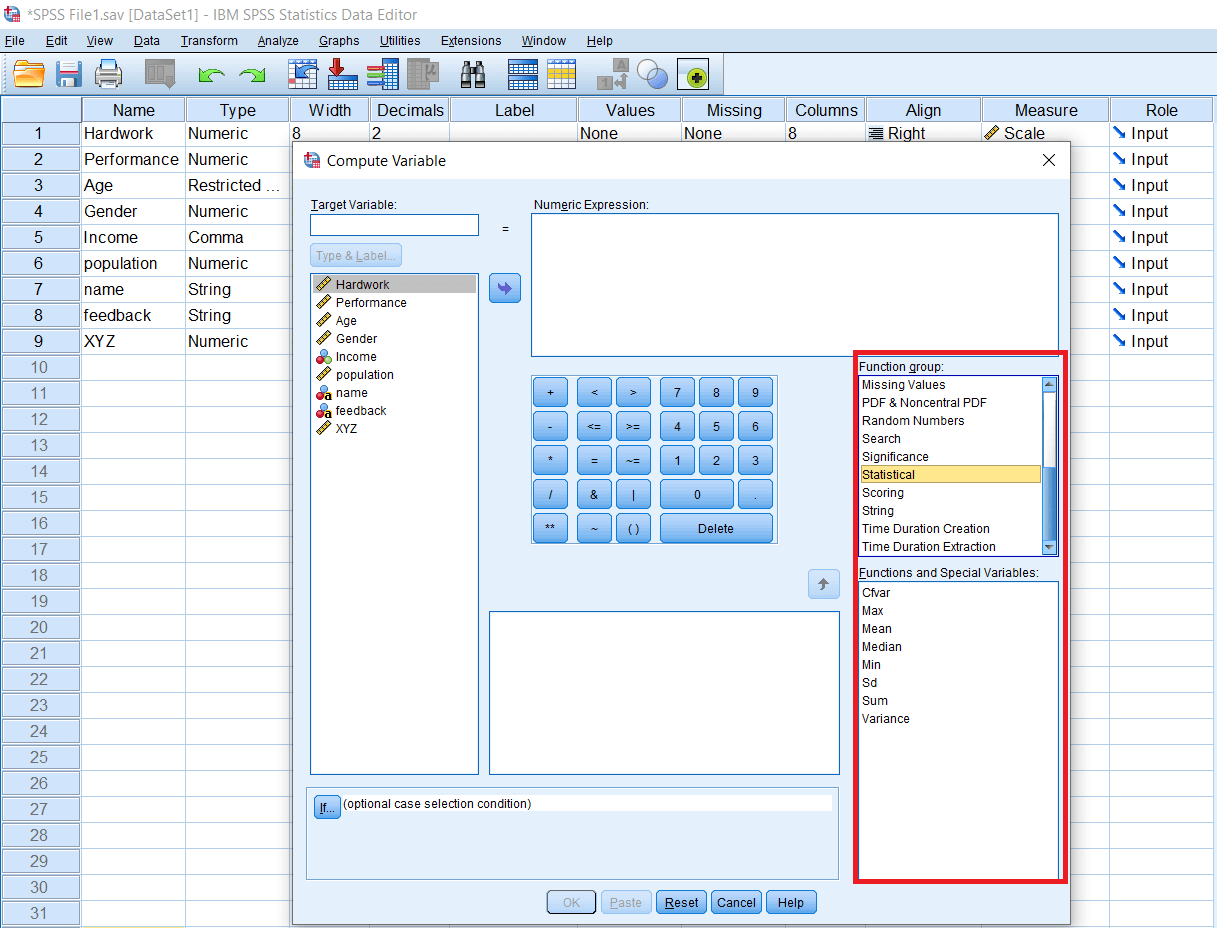 *SPSS File1.sav [DataSet1] - IBM SPSS Statistics Data Editor
File Edit View Data Transform Analyze Graphs Utilities Extensions Window Help
Name Type Width Decimals Label Values Missing Columns Align Measure Role
1 Hardwork Numeric 8 2 None None 8 Right Scale Input
2 Performance Numeric Input
3 Age Restricted ... Input
4 Gender Numeric Input
5 Income Comma Input
6 population Numeric Input
7 name String Input
8 feedback String Input
9 XYZ Numeric Input
10
11
12
13
14
15
16
17
18
19
20
21
22
23
24
25
26
27
28
29
30
31
Compute Variable
Target Variable:
=
Numeric Expression:
Type & Label...
Hardwork
Performance
Age
Gender
Income
population
name
feedback
XYZ
+ < > 7 8 9
- <= >= 4 5 6
* = ~= 1 2 3
/ & | 0 .
** ~ ( ) Delete
Function group:
Missing Values
PDF & Noncentral PDF
Random Numbers
Search
Significance
Statistical
Scoring
String
Time Duration Creation
Time Duration Extraction
Functions and Special Variables:
Cfvar
Max
Mean
Median
Min
Sd
Sum
Variance
If... (optional case selection condition)
OK Paste Reset Cancel Help